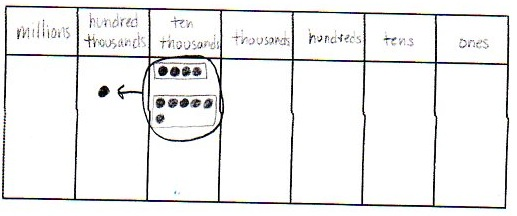 millions
hundred thousands
ten thousands
thousands
hundreds
tens
ones